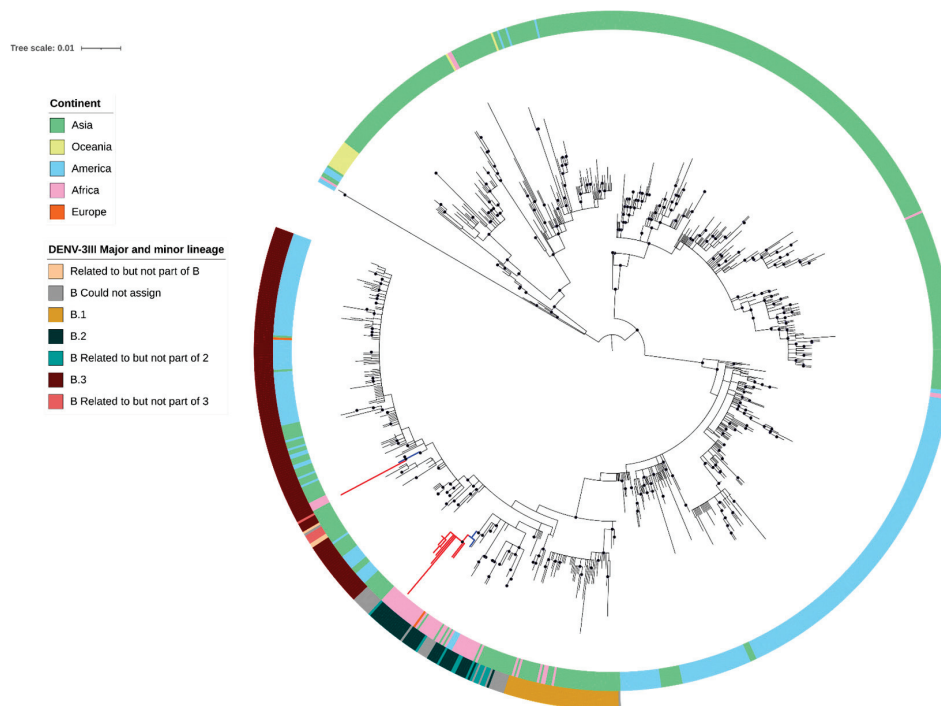 Tree scale: 0.01
Continent
Asia
Oceania
America
Africa
Europe
DENV-3III Major and minor lineage
Related to but not part of B
B Could not assign
B.1
B.2
B Related to but not part of 2
B.3
B Related to but not part of 3